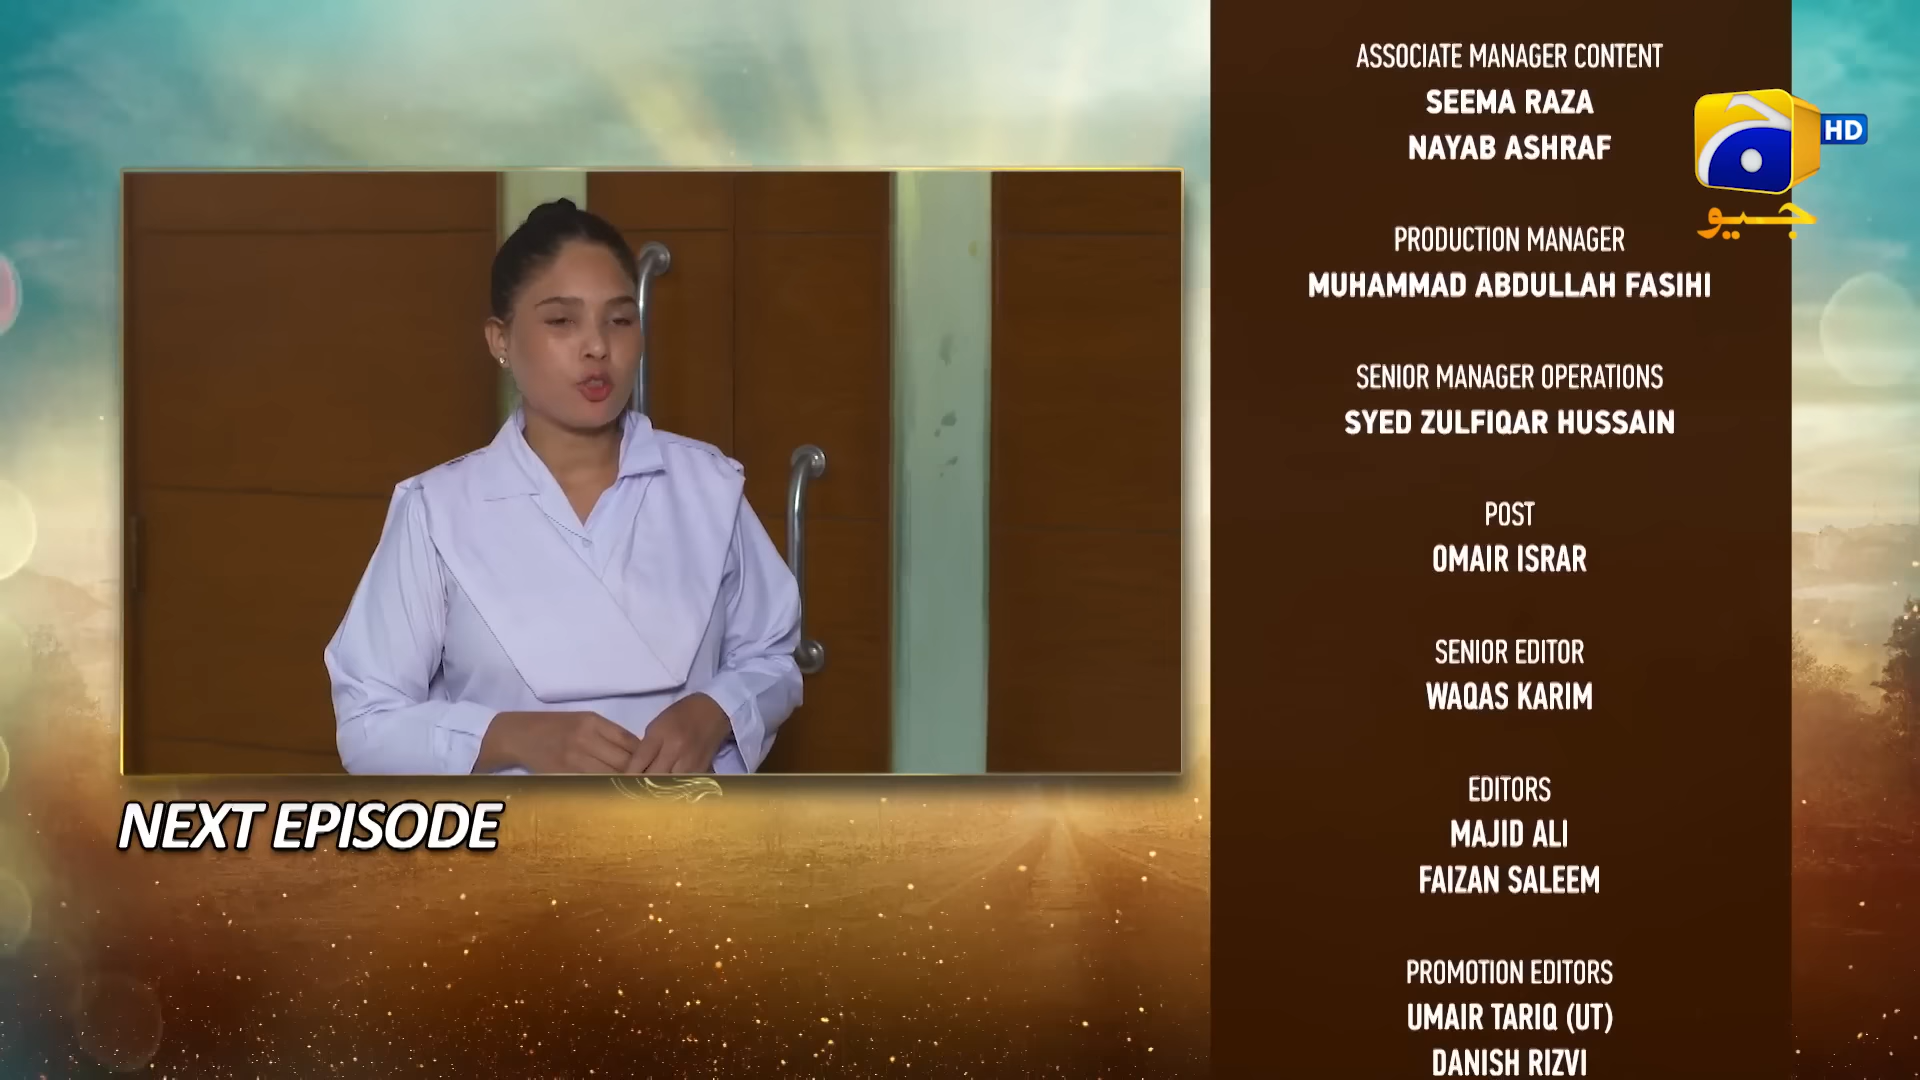 ASSOCIATE MANAGER CONTENT
SEEMA RAZA
NAYAB ASHRAF
HD
جیو
PRODUCTION MANAGER
MUHAMMAD ABDULLAH FASIHI
SENIOR MANAGER OPERATIONS
SYED ZULFIQAR HUSSAIN
POST
OMAIR ISRAR
SENIOR EDITOR
WAQAS KARIM
EDITORS
MAJID ALI
FAIZAN SALEEM
PROMOTION EDITORS
UMAIR TARIQ (UT)
DANISH RIZVI
NEXT EPISODE